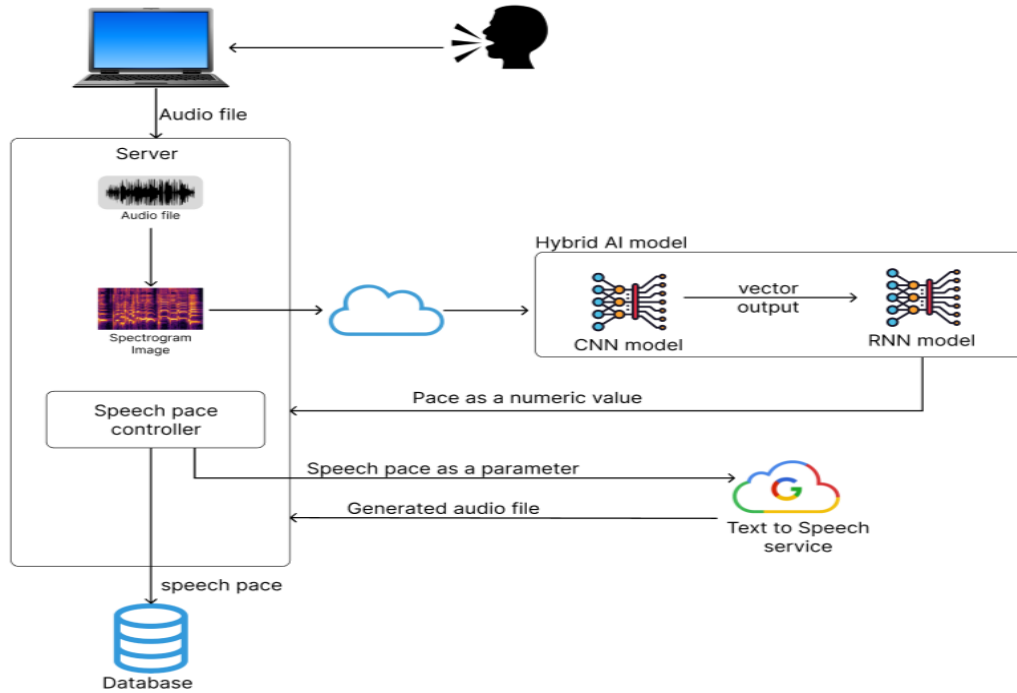 Audio file
Server
Audio file
Spectrogram
Image
Hybrid AI model
CNN model
vector
output
RNN model
Pace as a numeric value
Speech pace
controller
Speech pace as a parameter
Generated audio file
G
Text to Speech
service
speech pace
Database